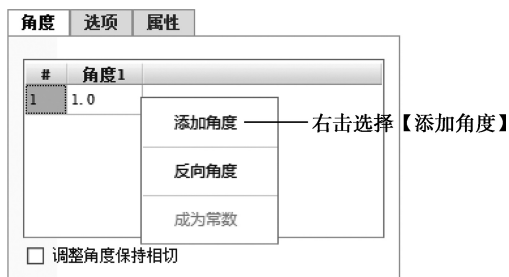 角度 选项 属性
# 角度1
1 1.0
添加角度 右击选择【添加角度】
反向角度
成为常数
调整角度保持相切